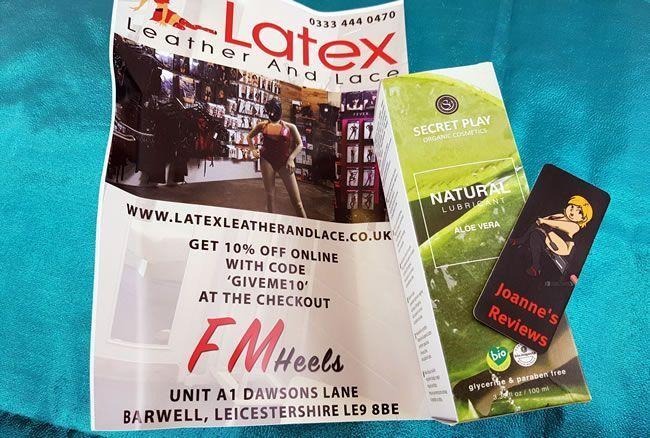 0333 444 0470
Latex
Leather And Lace
FEVER
WWW.LATEXLEATHERANDLACE.CO.UK
GET 10% OFF ONLINE
WITH CODE
'GIVEME10'
AT THE CHECKOUT
FM Heels
UNIT A1 DAWSONS LANE
BARWELL, LEICESTERSHIRE LE9 8BE
SECRET PLAY
ORGANIC COSMETICS
NATURAL
LUBRICANT
ALOE VERA
bio
glycerine & paraben free
/ 100 ml
Joanne's
Reviews